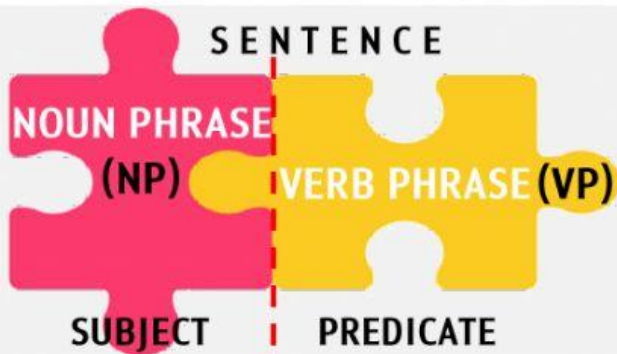 SENTENCE
NOUN PHRASE
(NP)
VERB PHRASE (VP)
SUBJECT
PREDICATE